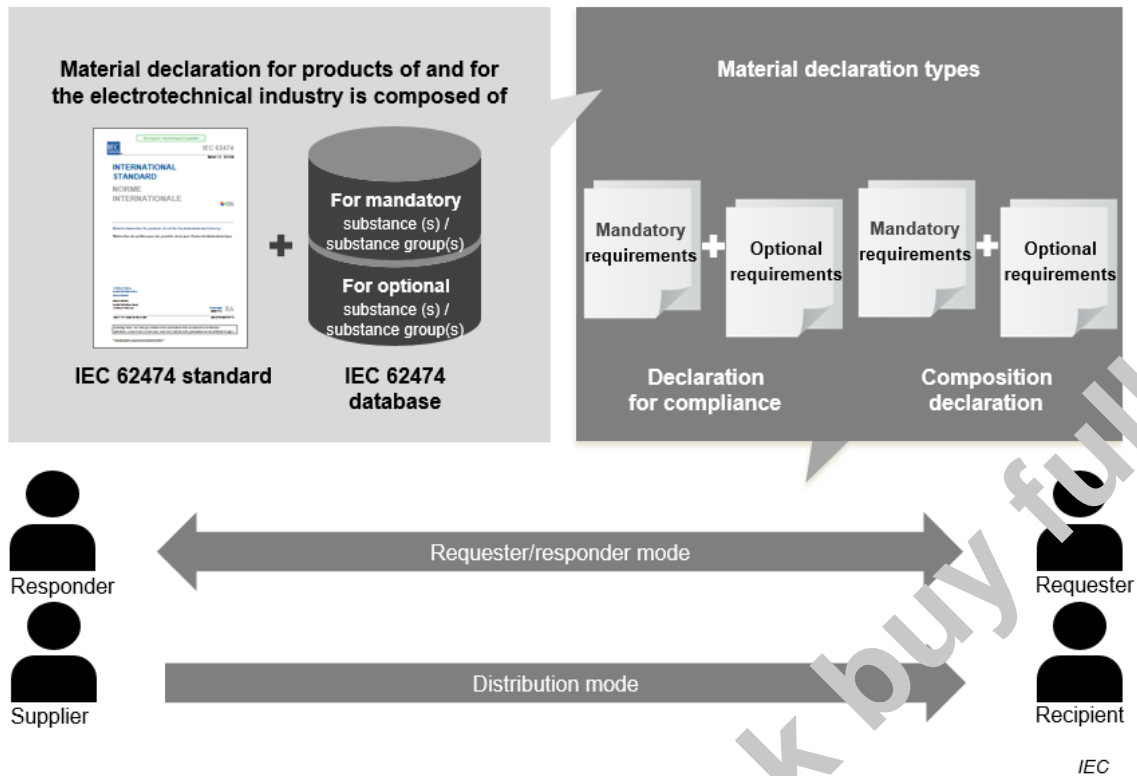 Material declaration for products of and for
the electrotechnical industry is composed of
IEC
IEC 62474
INTERNATIONAL
STANDARD
NORME
INTERNATIONALE
For mandatory
substance (s) /
substance group(s)
For optional
substance (s) /
substance group(s)
IEC 62474 standard
IEC 62474
database
Material declaration types
Mandatory
requirements
Optional
requirements
Mandatory
requirements
Optional
requirements
Declaration
for compliance
Composition
declaration
Responder
Requester/responder mode
Requester
Supplier
Distribution mode
Recipient
IEC
buy full